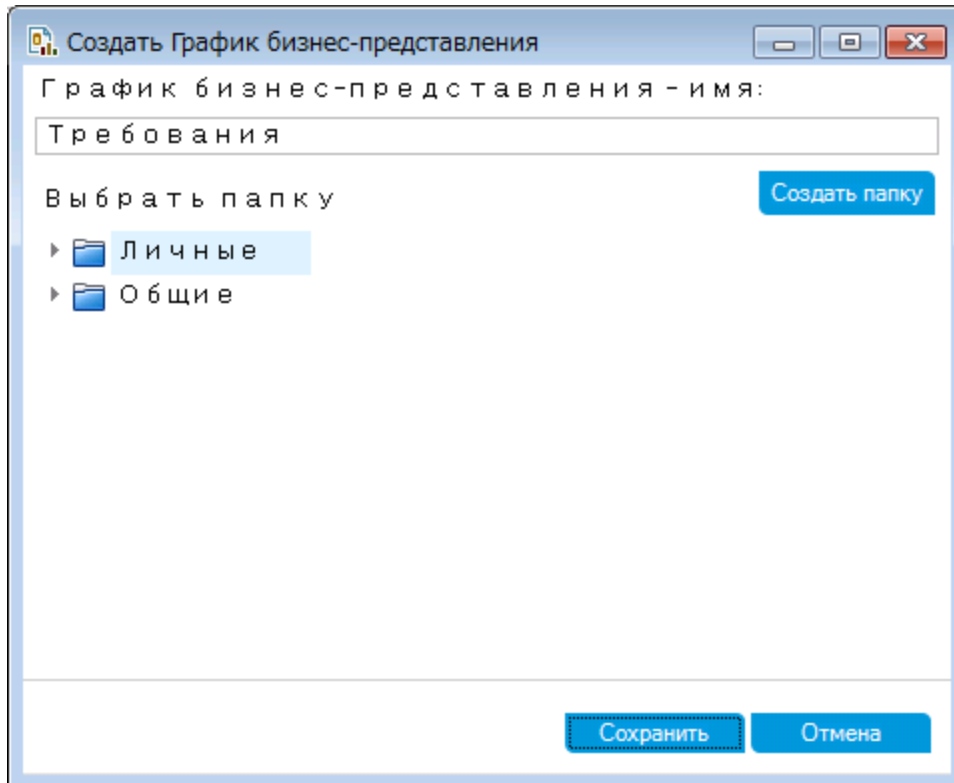 Создать График бизнес-представления
График бизнес-представления-имя:
Требования
Выбрать папку
Создать папку
Личные
Общие
Сохранить
Отмена